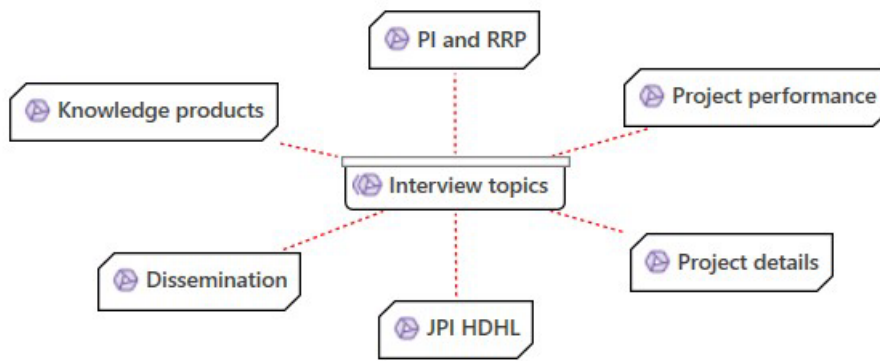 PI and RRP
Knowledge products
Project performance
Interview topics
Dissemination
Project details
JPI HDHL